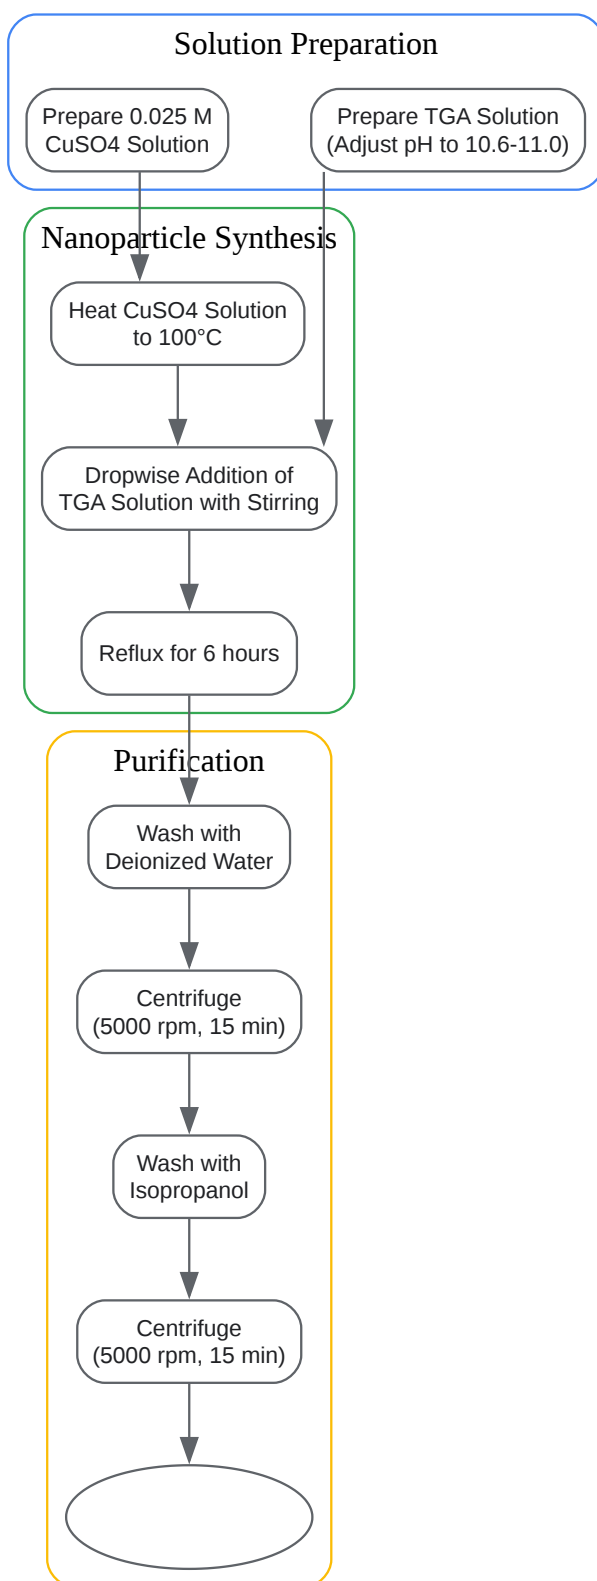 Solution Preparation
Prepare 0.025 M
CuSO4 Solution
Prepare TGA Solution
(Adjust pH to 10.6-11.0)
Nanoparticle Synthesis
Heat CuSO4 Solution
to 100°C
Dropwise Addition of
TGA Solution with Stirring
Reflux for 6 hours
Purification
Wash with
Deionized Water
Centrifuge
(5000 rpm, 15 min)
Wash with
Isopropanol
Centrifuge
(5000 rpm, 15 min)